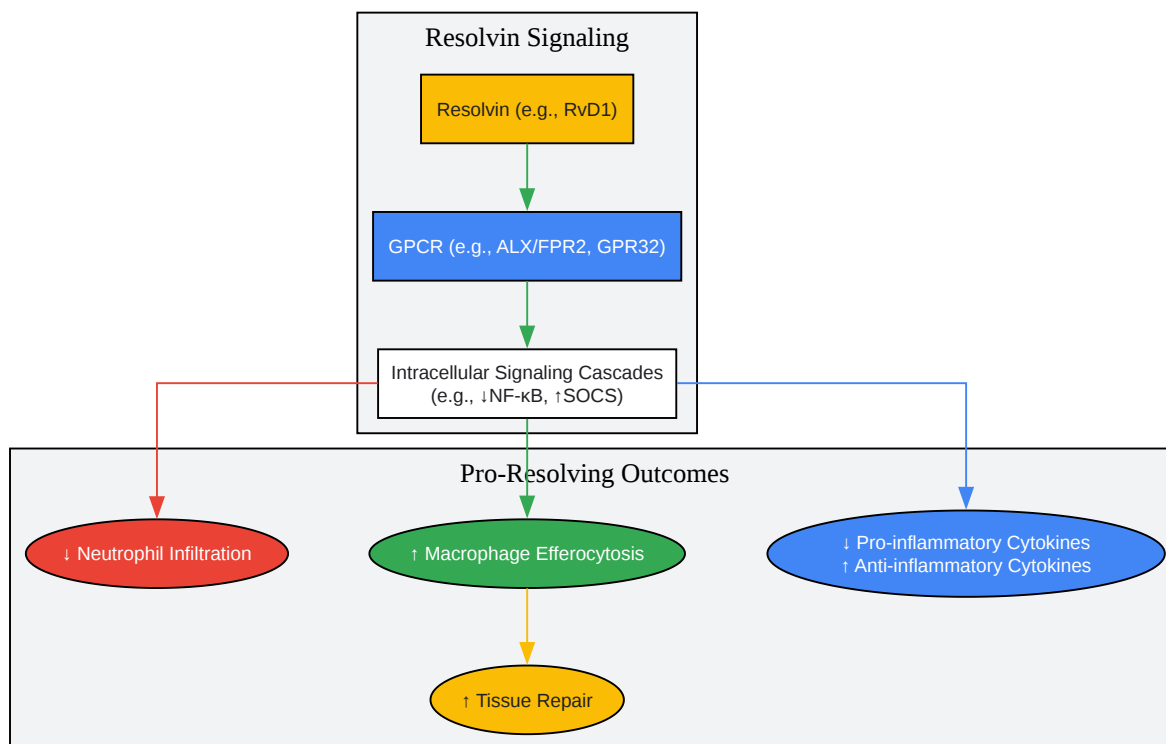 Resolvin Signaling
Resolvin (e.g., RvD1)
GPCR (e.g., ALX/FPR2, GPR32)
Intracellular Signaling Cascades
(e.g., ↓NF-κB, ↑SOCS)
Pro-Resolving Outcomes
↓ Neutrophil Infiltration
↑ Macrophage Efferocytosis
↓ Pro-inflammatory Cytokines
↑ Anti-inflammatory Cytokines
↑ Tissue Repair